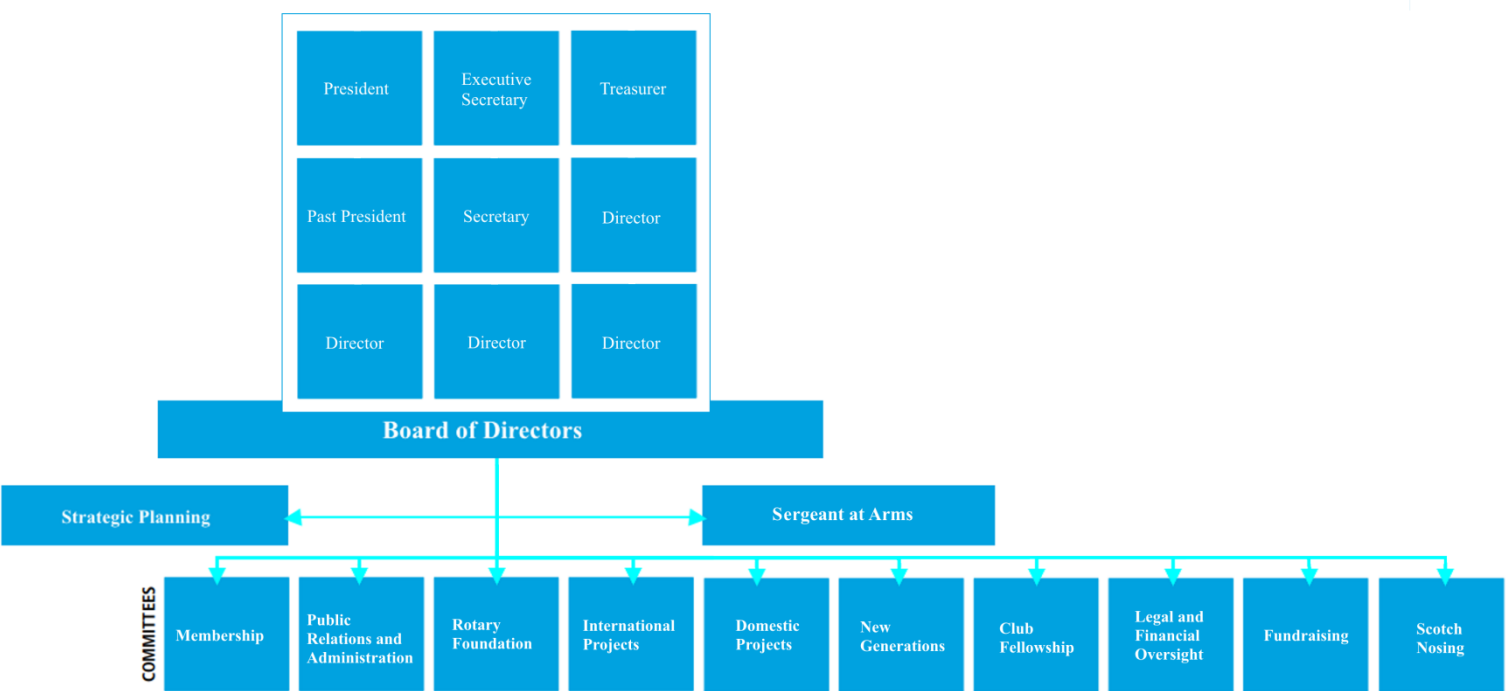 President
Executive
Secretary
Treasurer
Past President
Secretary
Director
Director
Director
Director
Board of Directors
Strategic Planning
Sergeant at Arms
COMMITTEES
Membership
Public
Relations and
Administration
Rotary
Foundation
International
Projects
Domestic
Projects
New
Generations
Club
Fellowship
Legal and
Financial
Oversight
Fundraising
Scotch
Nosing